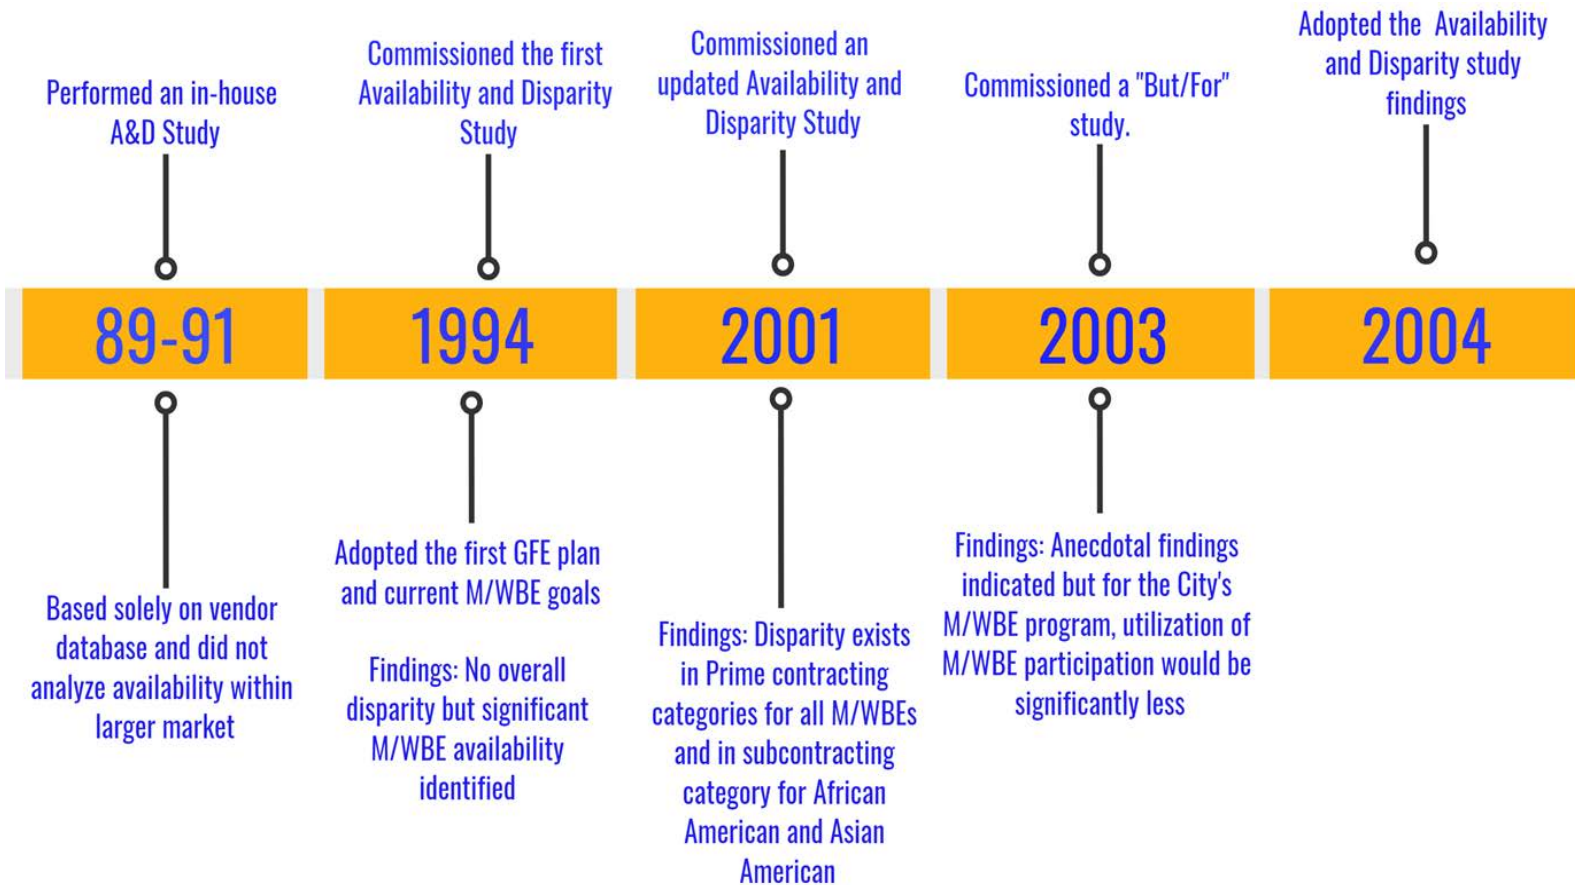 Performed an in-house
A&D Study
Commissioned the first
Availability and Disparity
Study
Commissioned an
updated Availability and
Disparity Study
Commissioned a "But/For"
study.
Adopted the Availability
and Disparity study
findings
89-91
1994
2001
2003
2004
Based solely on vendor
database and did not
analyze availability within
larger market
Adopted the first GFE plan
and current M/WBE goals
Findings: No overall
disparity but significant
M/WBE availability
identified
Findings: Disparity exists
in Prime contracting
categories for all M/WBEs
and in subcontracting
category for African
American and Asian
American
Findings: Anecdotal findings
indicated but for the City's
M/WBE program, utilization of
M/WBE participation would be
significantly less